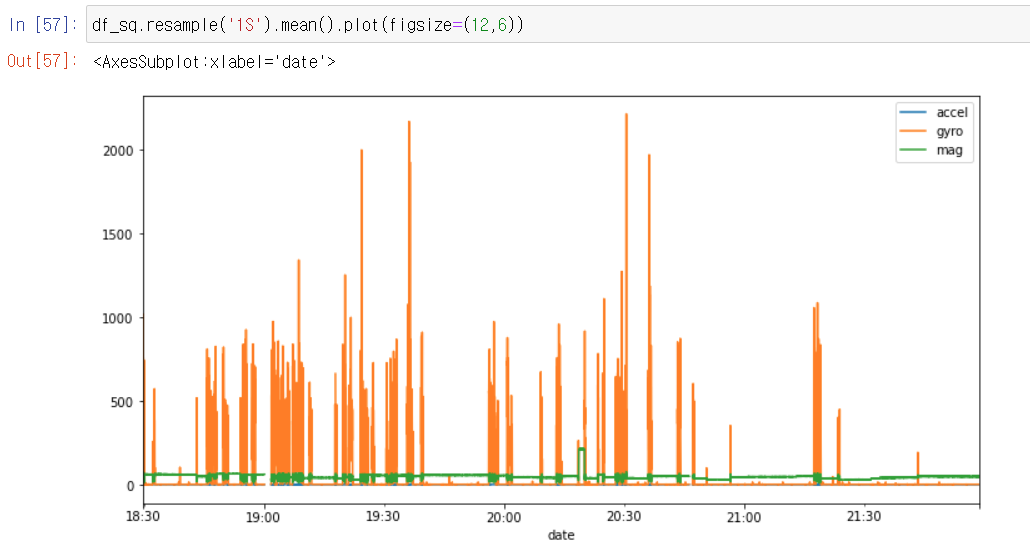 In [57]: df_sq.resample('1S').mean().plot(figsize=(12,6))
Out[57]: <AxesSubplot:xlabel='date'>
accel
gyro
mag
2000
1500
1000
500
0
18:30 19:00 19:30 20:00 20:30 21:00 21:30
date